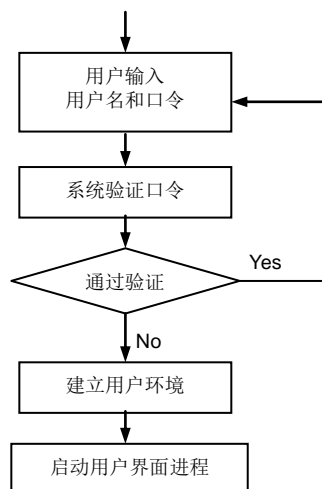 用户输入
用户名和口令
系统验证口令
通过验证
Yes
No
建立用户环境
启动用户界面进程